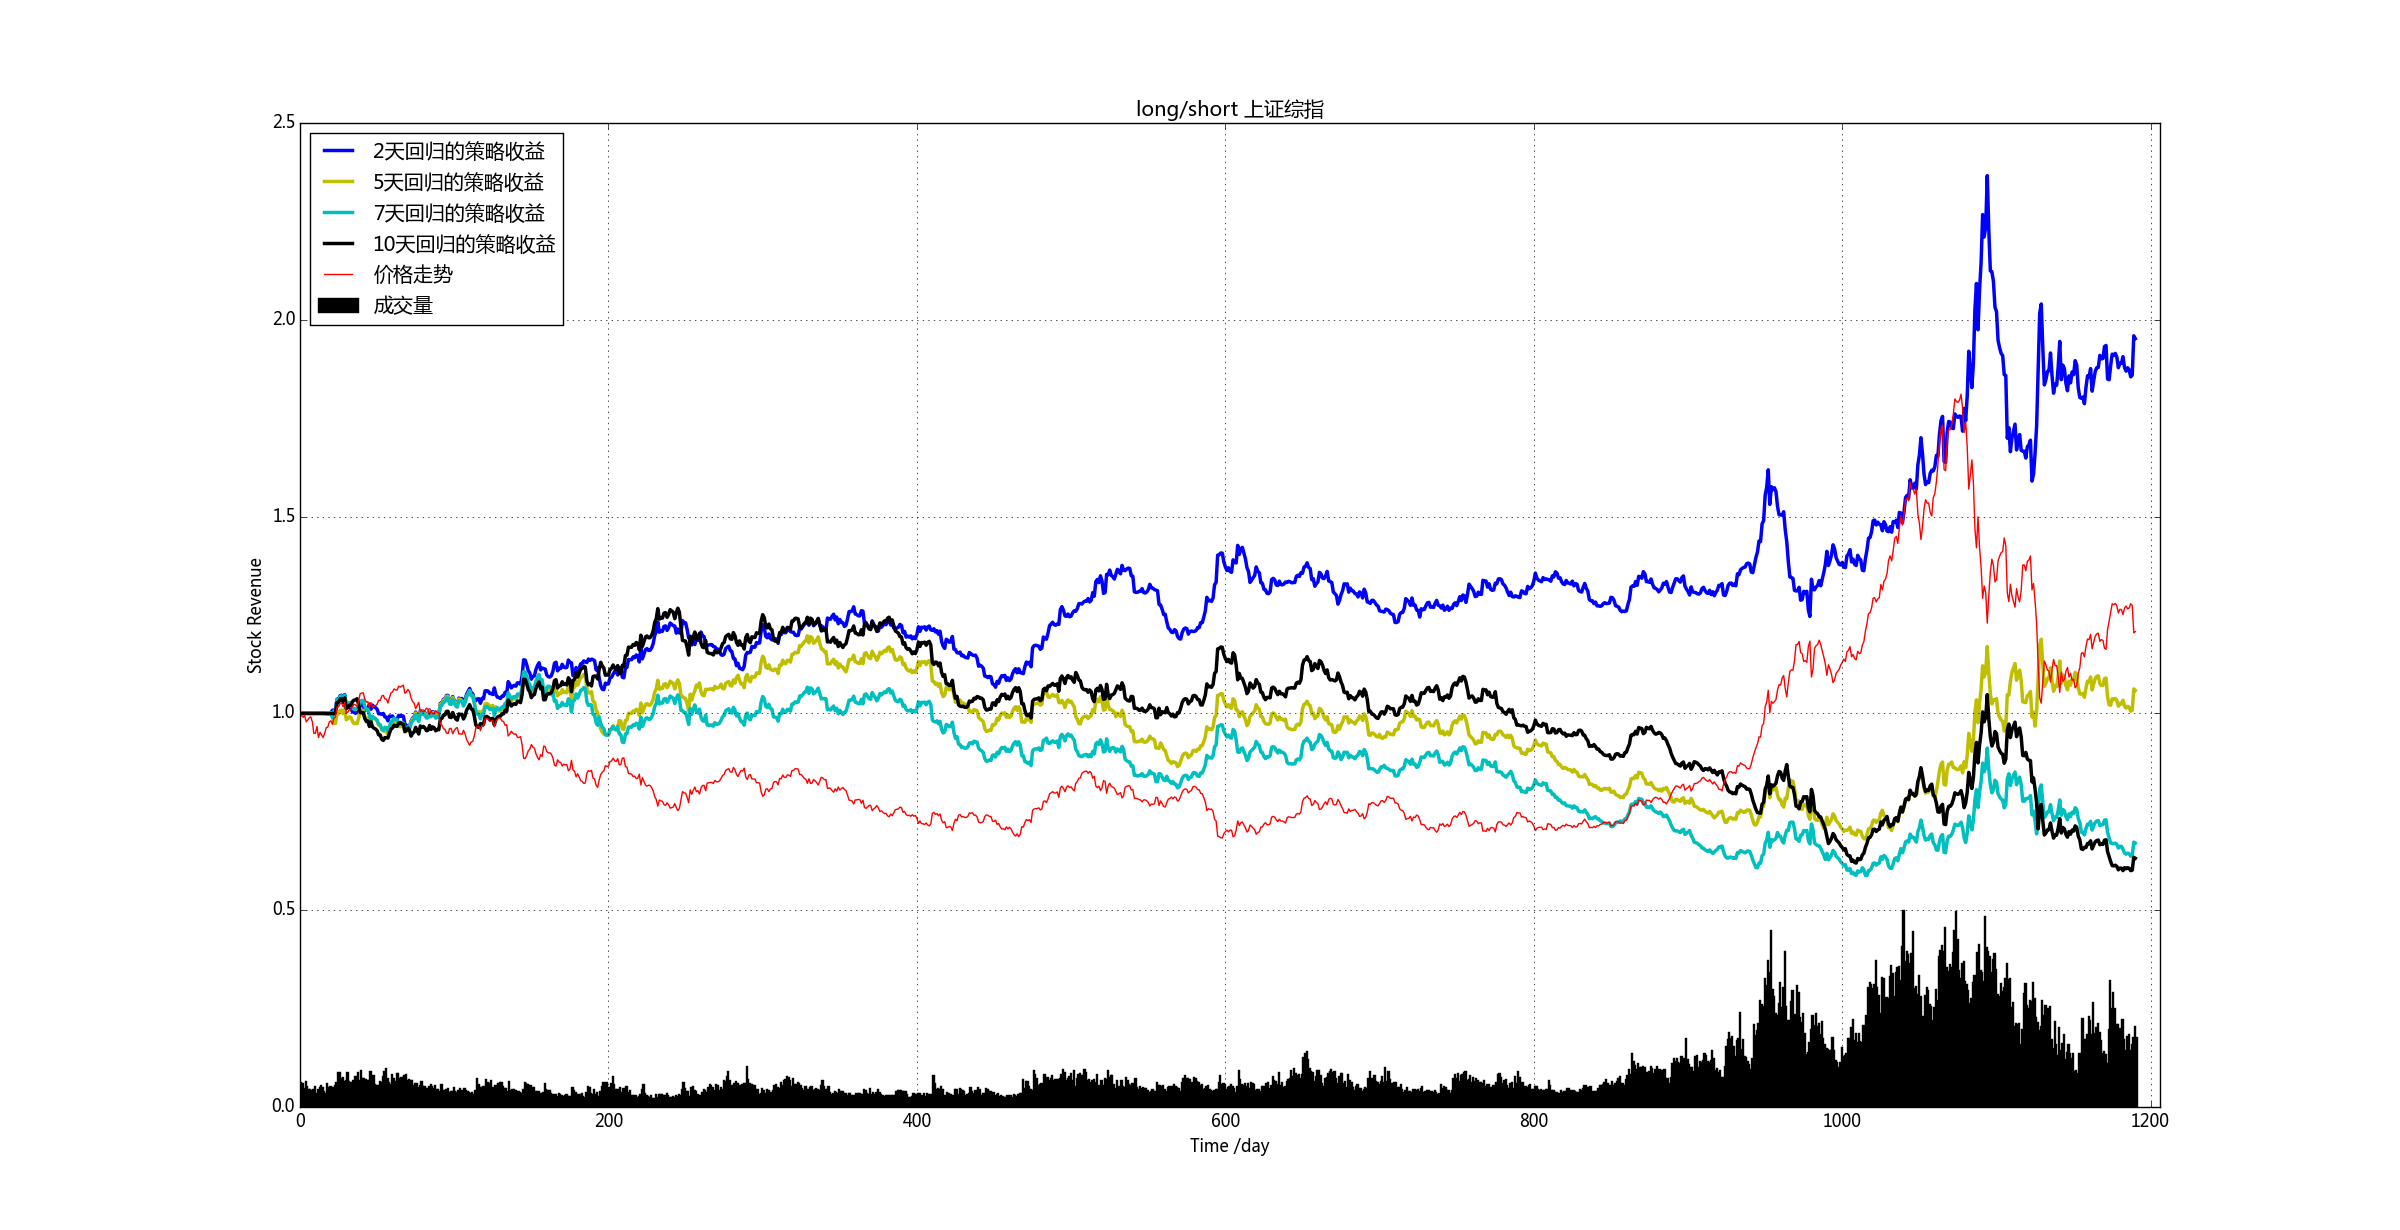 long/short 上证综指
2.5
2.0
1.5
1.0
0.5
0.0
Stock Revenue
2天回归的策略收益
5天回归的策略收益
7天回归的策略收益
10天回归的策略收益
价格走势
成交量
0 200 400 600 800 1000 1200
Time /day